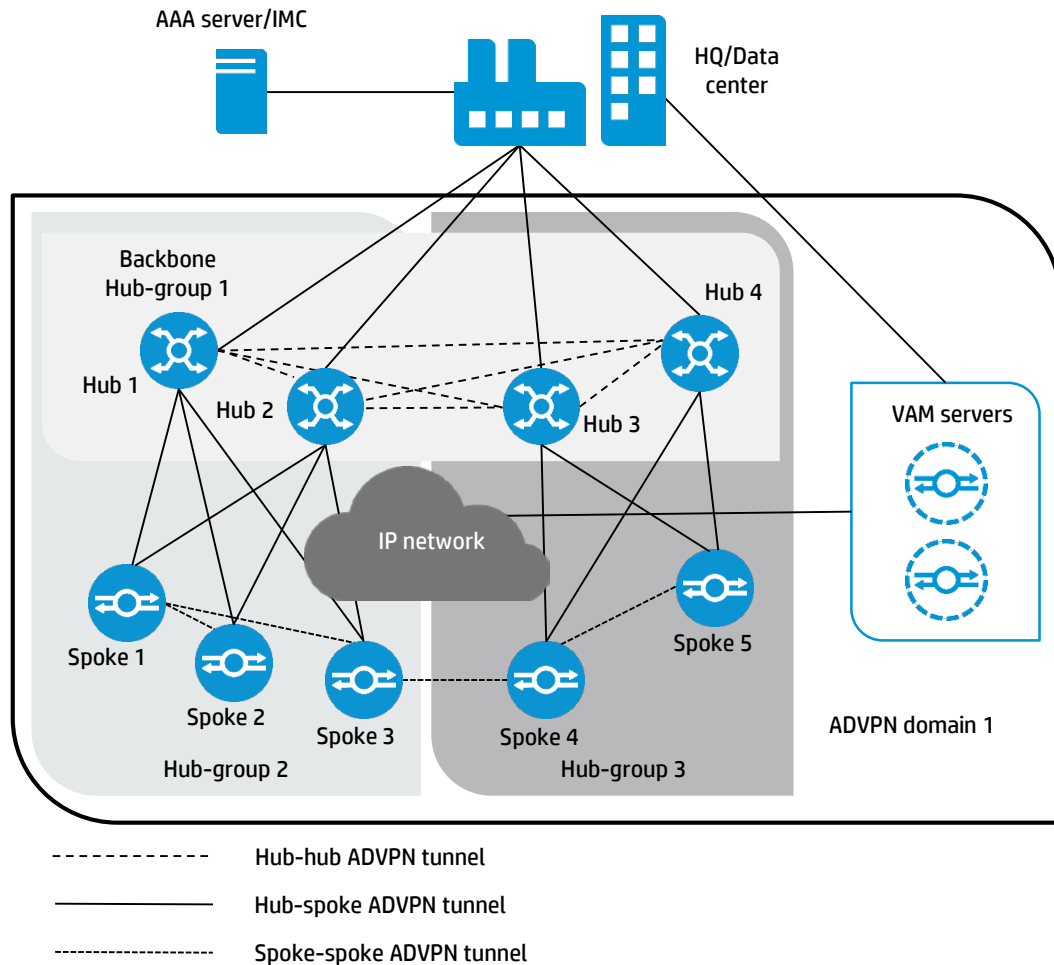 AAA server/IMC
HQ/Data
center
Backbone
Hub-group 1
Hub 4
Hub 1
Hub 2
Hub 3
VAM servers
IP network
Spoke 1
Spoke 2
Spoke 3
Spoke 4
Spoke 5
ADVPN domain 1
Hub-group 2
Hub-group 3
Hub-hub ADVPN tunnel
Hub-spoke ADVPN tunnel
Spoke-spoke ADVPN tunnel